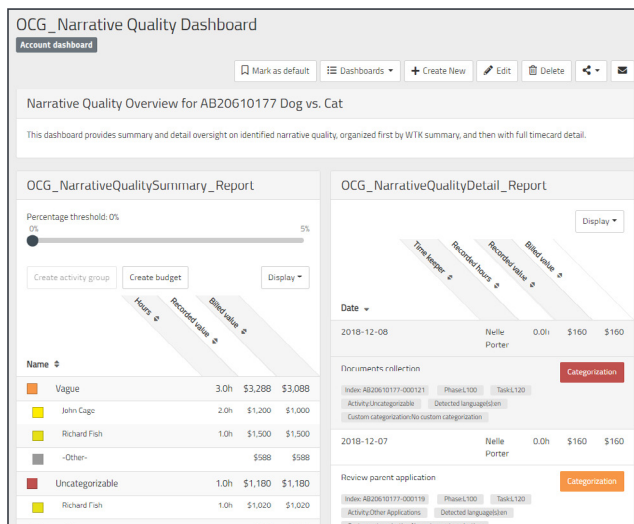 OCG_Narrative Quality Dashboard
Account dashboard
Mark as default
Dashboards
Create New
Edit
Delete
Narrative Quality Overview for AB20G10177 Dog vs. Cat
This dashboard provides summary and detail oversight on identified narrative quality, organized first by WTK summary, and then with full timecard detail.
OCG_NarrativeQualitySummary_Report
Percentage threshold: 0%
0% 5%
Create activity group
Create budget
Display
Hours
Recorded value
Billed value
Name
Vague 3.0h $3,288 $3,088
John Cage 2.0h $1,200 $1,000
Richard Fish 1.0h $1,500 $1,500
-Other- $588 $588
Uncategorizable 1.0h $1,180 $1,180
Richard Fish 1.0h $1,020 $1,020
OCG_NarrativeQualityDetail_Report
Display
Time keeper
Recorded hours
Recorded value
Billed value
Date
2018-12-08 Nelle Porter 0.0h $160 $160
Documents collection
Categorization
Index: AB20610177-000121 Phase:L100 Task:L120
Activity:Uncategorizable Detected language(s):en
Custom categorization:No custom categorization
2018-12-07 Nelle Porter 0.0h $160 $160
Review parent application
Categorization
Index: AB20610177-000119 Phase:L100 Task:L120
Activity:Other Applications Detected language(s):en